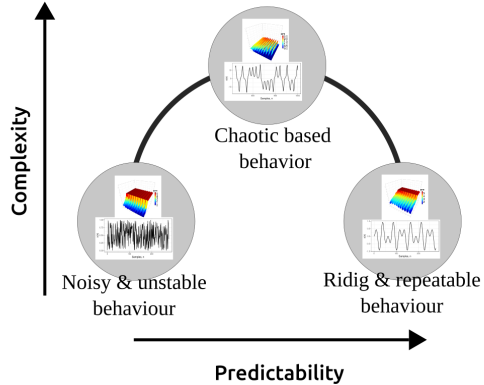 Complexity
Chaotic based
behavior
Noisy & unstable
behaviour
Ridig & repeatable
behaviour
Predictability